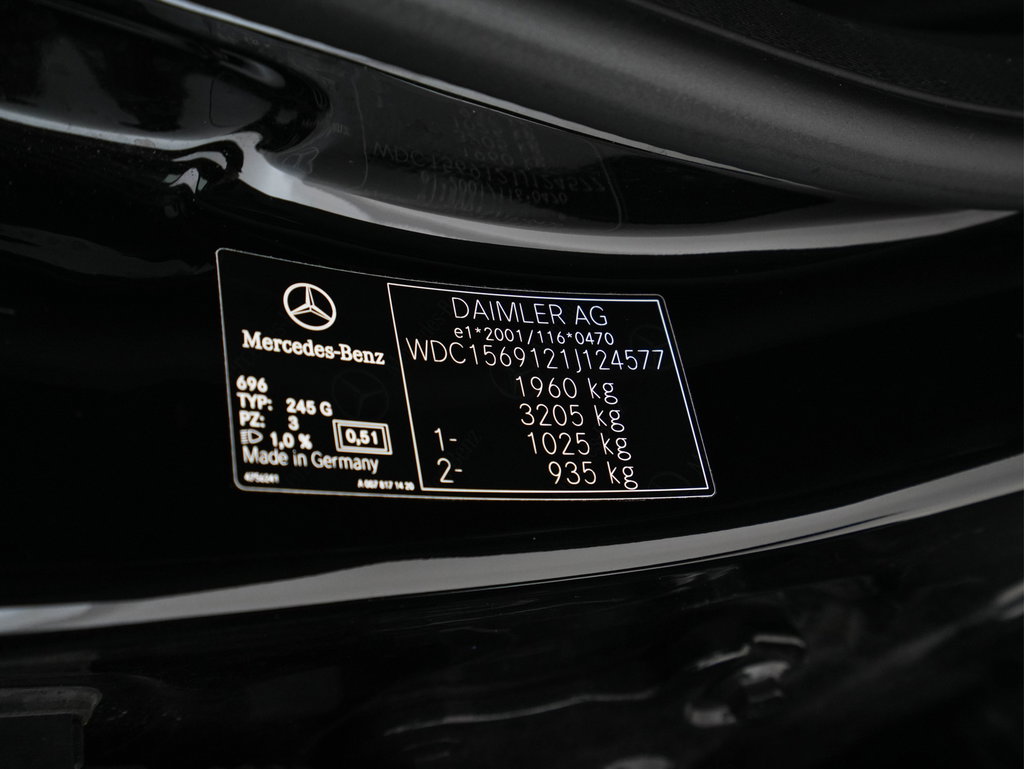 Mercedes-Benz
696
TYP: 245 G
PZ: 3
1,0 % 0,51
Made in Germany
DAIMLER AG
e1*2001/116*0470
WDC1569121J124577
1960 kg
3205 kg
1- 1025 kg
2- 935 kg